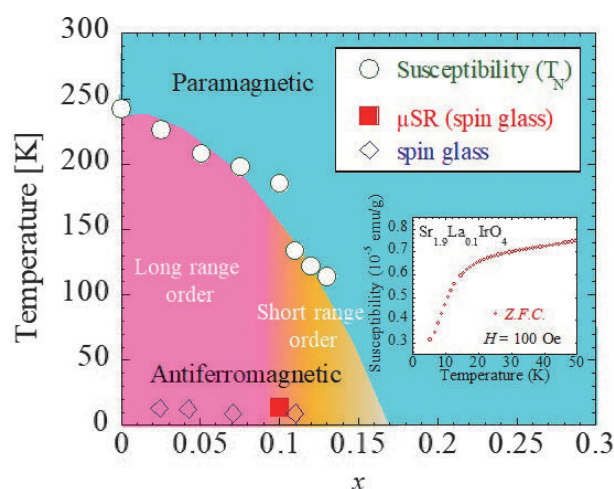 300
250
200
150
100
50
0
Temperature [K]
0
0.05
0.1
0.15
0.2
0.25
0.3
x
Paramagnetic
Susceptibility (T_N)
μSR (spin glass)
spin glass
Long range
order
Short range
order
Antiferromagnetic
Susceptibility (10^-5 emu/g)
0.8
0.7
0.6
0.5
0.4
0.3
Sr1.9La0.1IrO4
Z.F.C.
H = 100 Oe
0
10
20
30
40
50
Temperature (K)